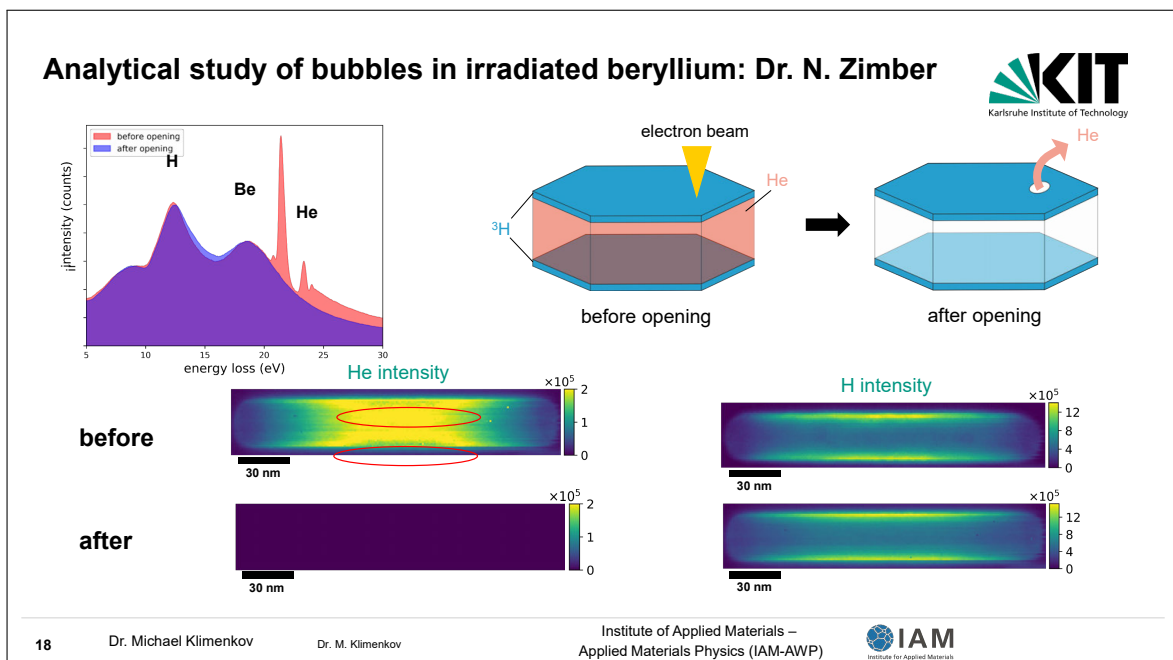 Analytical study of bubbles in irradiated beryllium: Dr. N. Zimber
KIT
Karlsruhe Institute of Technology
before opening
after opening
H
Be
He
intensity (counts)
5 10 15 20 25 30
energy loss (eV)
electron beam
He
³H
before opening
He
after opening
He intensity
H intensity
before
×10⁵
2
1
0
30 nm
×10⁵
12
8
4
0
30 nm
after
×10⁵
2
1
0
30 nm
×10⁵
12
8
4
0
30 nm
18
Dr. Michael Klimenkov
Dr. M. Klimenkov
Institute of Applied Materials –
Applied Materials Physics (IAM-AWP)
IAM
Institute for Applied Materials